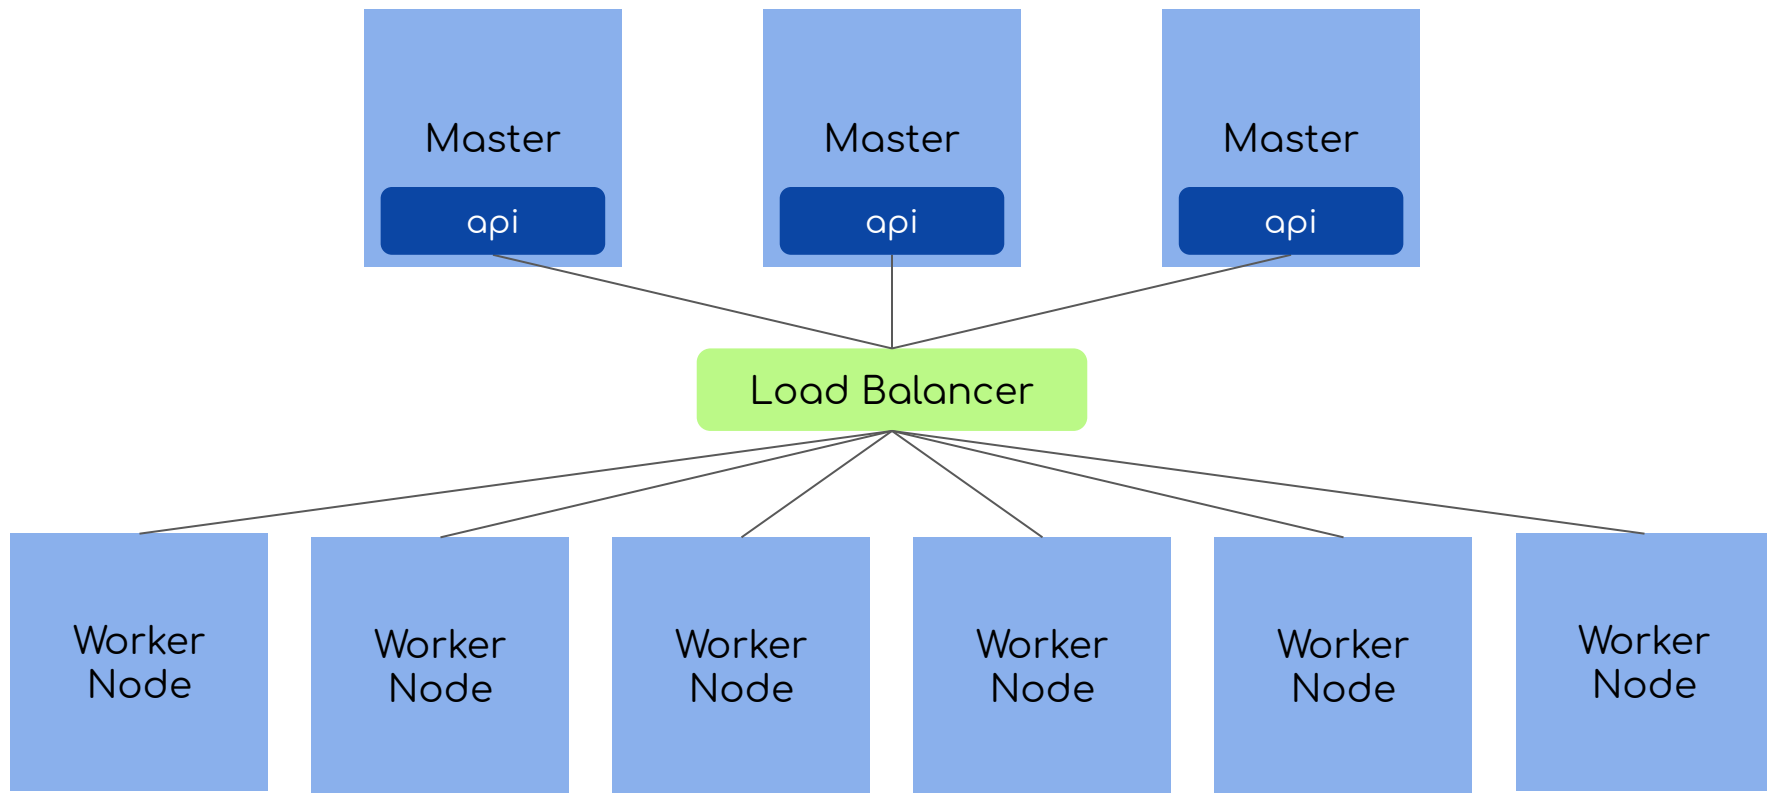 Master
Master
Master
api
api
api
Load Balancer
Worker
Node
Worker
Node
Worker
Node
Worker
Node
Worker
Node
Worker
Node